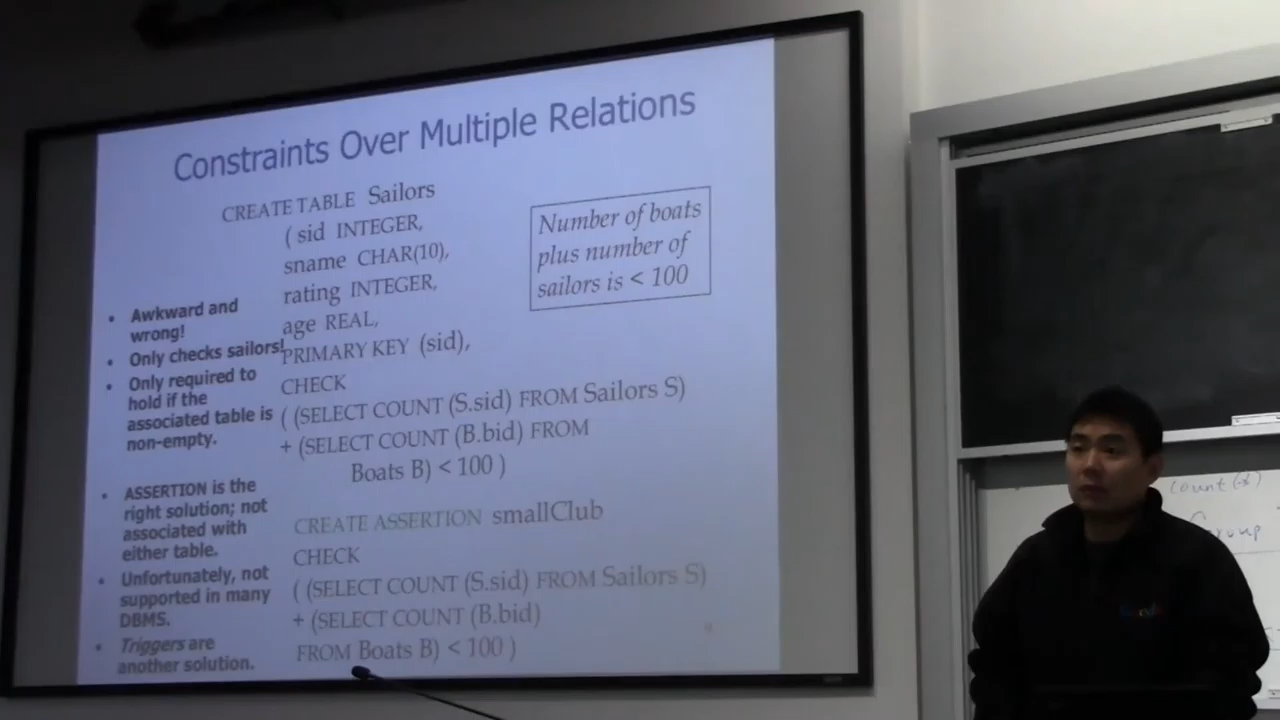 Constraints Over Multiple Relations
CREATE TABLE Sailors
( sid INTEGER,
sname CHAR(10),
rating INTEGER,
age REAL,
PRIMARY KEY (sid),
CHECK
( (SELECT COUNT (S.sid) FROM Sailors S)
+ (SELECT COUNT (B.bid) FROM
Boats B) < 100 )
Number of boats
plus number of
sailors is < 100
• Awkward and
wrong!
• Only checks sailors!
• Only required to
hold if the
associated table is
non-empty.
• ASSERTION is the
right solution; not
associated with
either table.
• Unfortunately, not
supported in many
DBMS.
• Triggers are
another solution.
CREATE ASSERTION smallClub
CHECK
( (SELECT COUNT (S.sid) FROM Sailors S)
+ (SELECT COUNT (B.bid)
FROM Boats B) < 100 )
Group